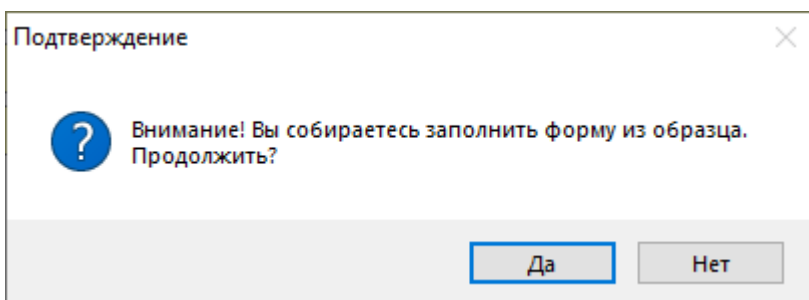 Подтверждение
Внимание! Вы собираетесь заполнить форму из образца.
Продолжить?
Да
Нет